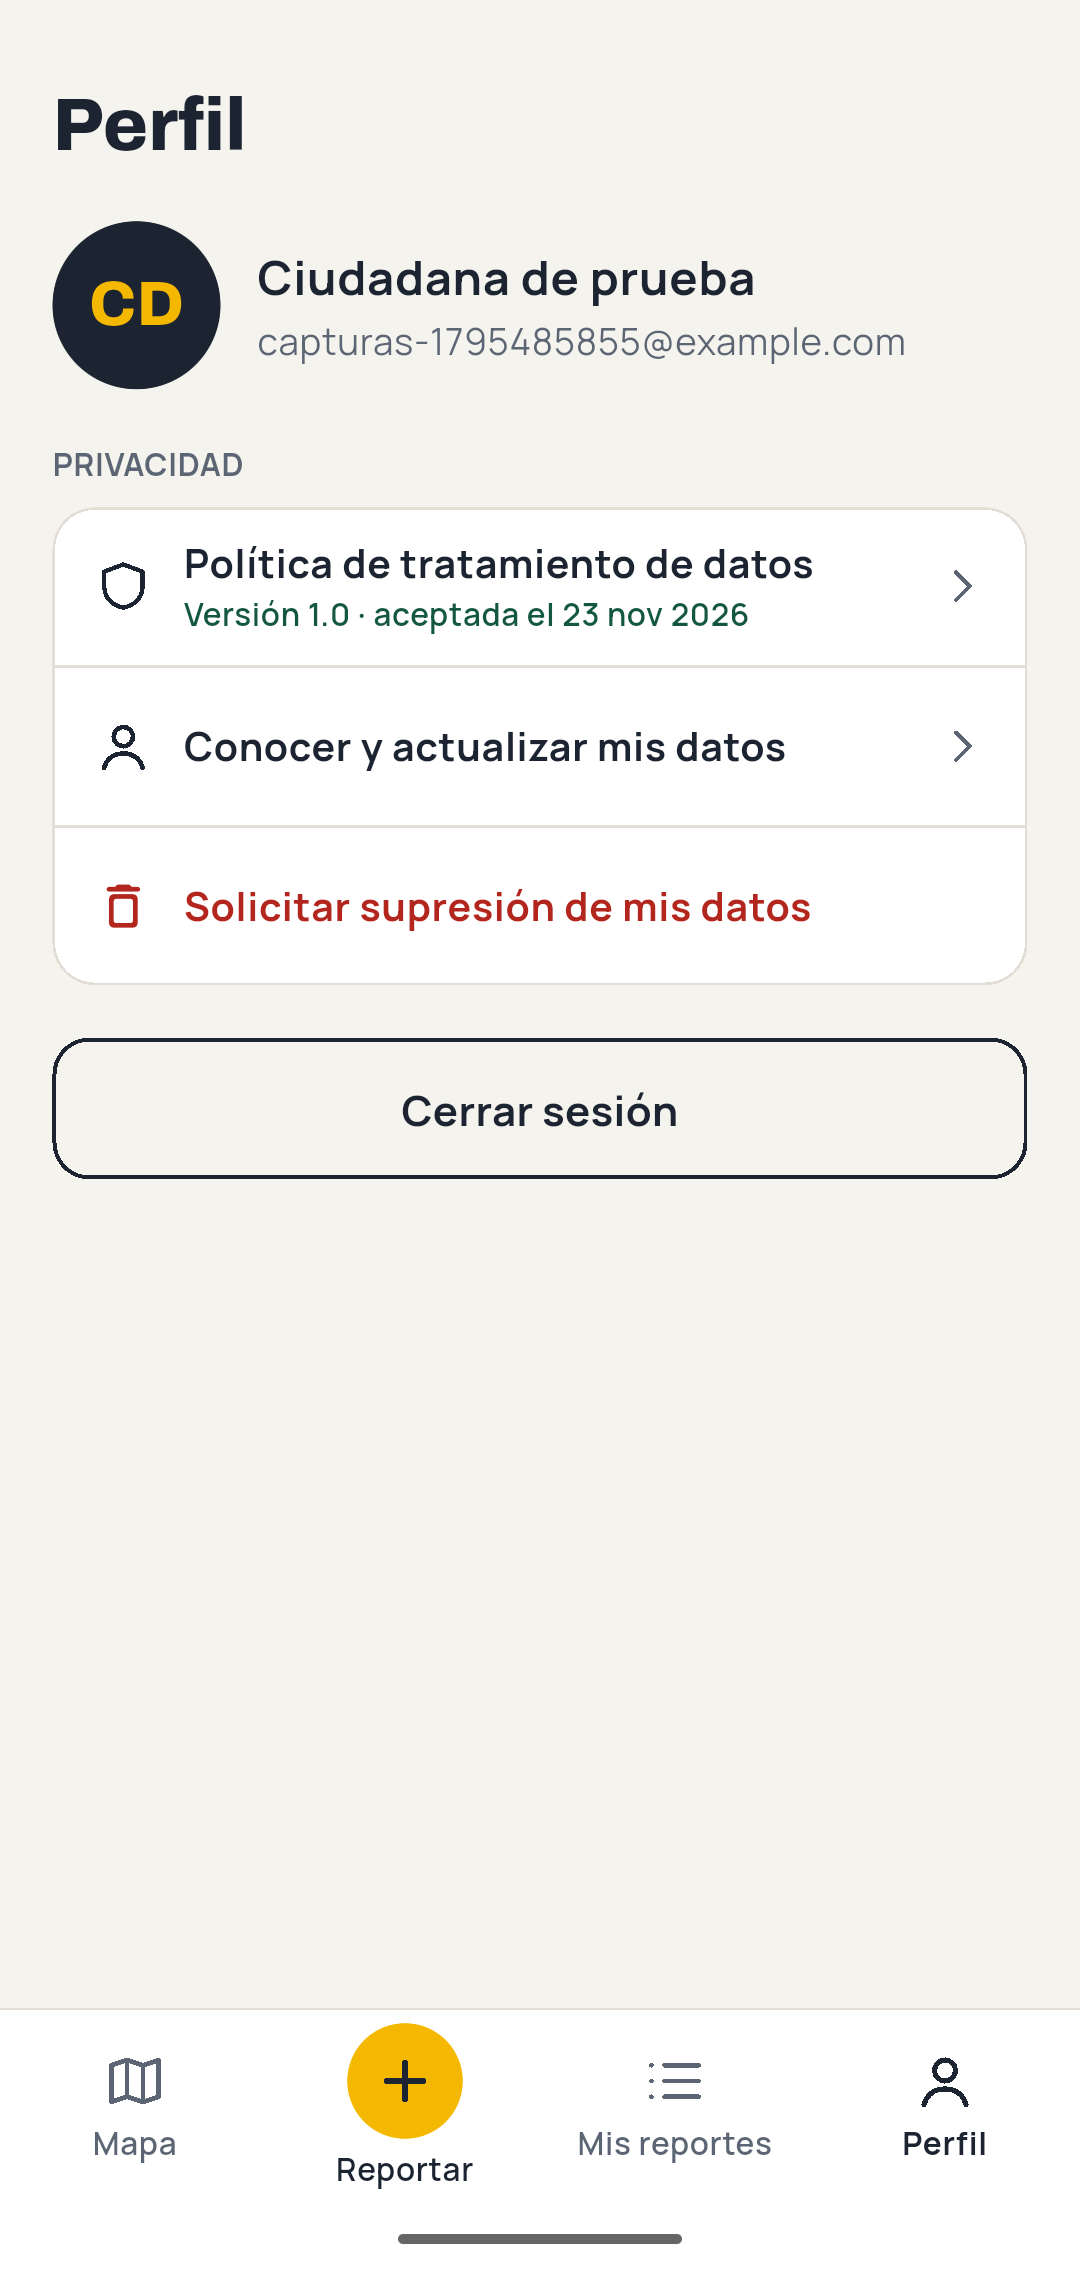 Perfil
CD
Ciudadana de prueba
capturas-1795485855@example.com
PRIVACIDAD
Política de tratamiento de datos
Versión 1.0 · aceptada el 23 nov 2026
Conocer y actualizar mis datos
Solicitar supresión de mis datos
Cerrar sesión
Mapa
Reportar
Mis reportes
Perfil